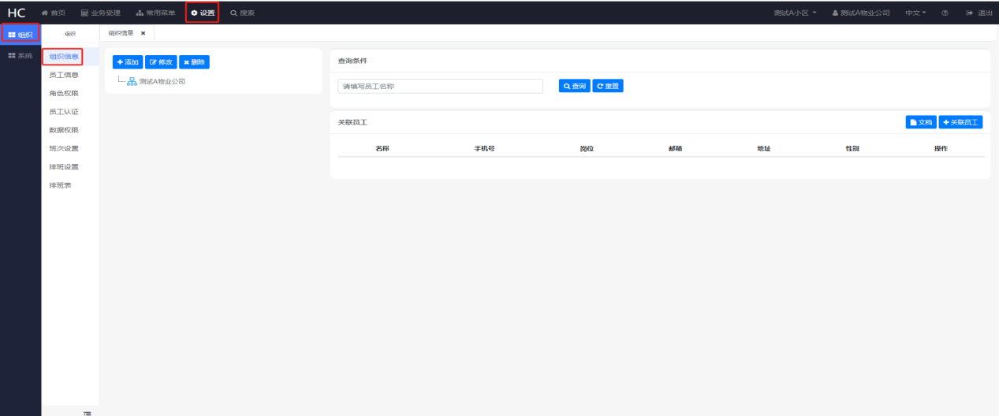 HC 首页 业务受理 常用菜单 设置 搜索 测试A小区 测试A物业公司 中文 退出
组织
系统
组织
组织信息
员工信息
角色权限
员工认证
数据权限
班次设置
排班设置
排班表
组织信息
添加 修改 删除
测试A物业公司
查询条件
请填写员工名称 查询 重置
关联员工 文档 关联员工
名称 手机号 岗位 邮箱 地址 性别 操作